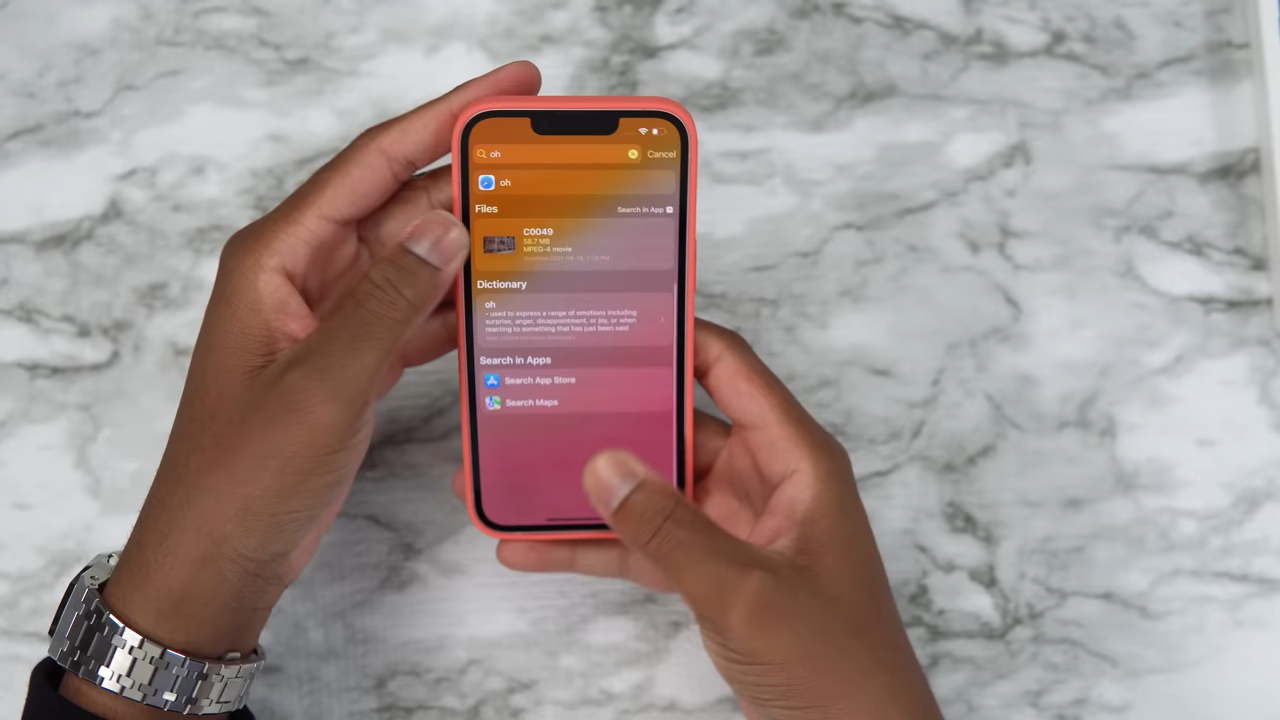 oh
Cancel
oh
Files
Search in App
C0049
58.7 MB
MPEG-4 movie
Dictionary
oh
- used to express a range of emotions including
surprise, anger, disappointment, or joy, or when
reacting to something that has just been said
Search in Apps
Search App Store
Search Maps